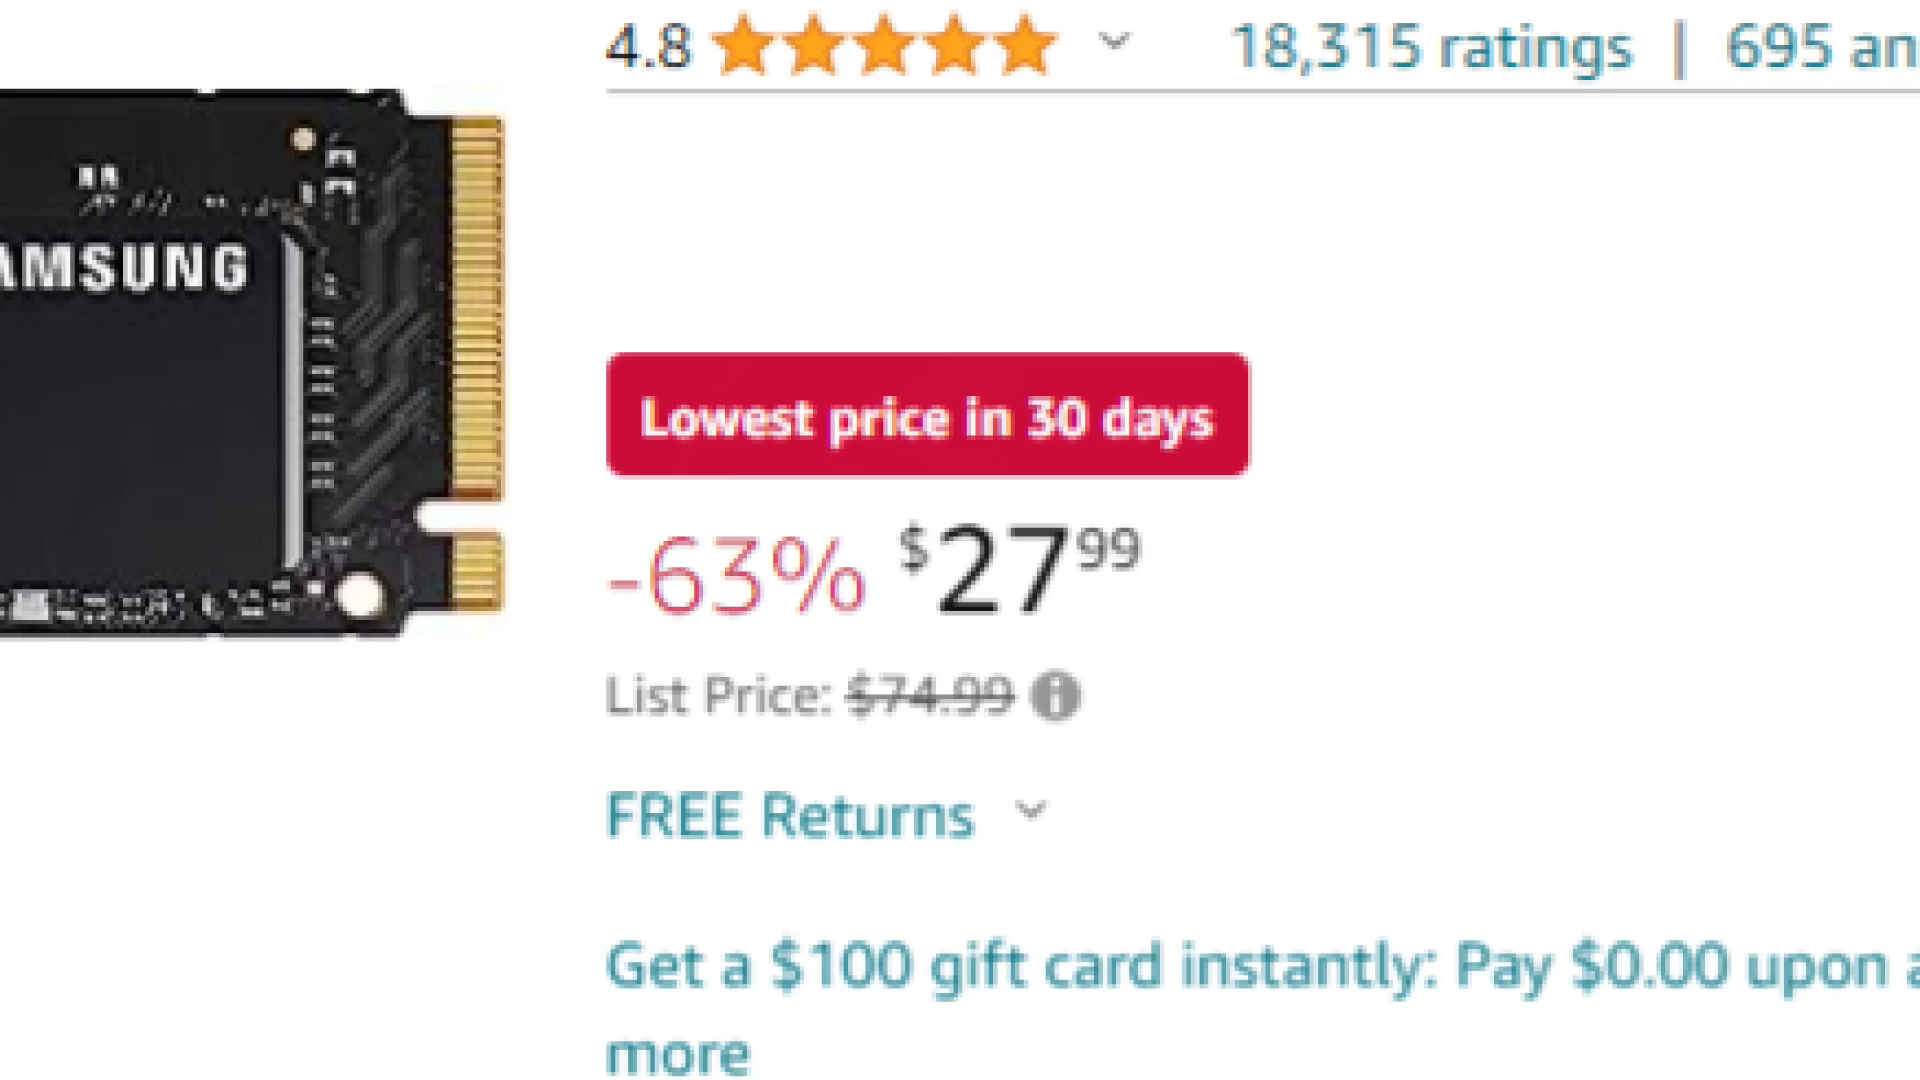 4.8 18,315 ratings | 695 an
AMSUNG
Lowest price in 30 days
-63% $27.99
List Price: $74.99
FREE Returns
Get a $100 gift card instantly: Pay $0.00 upon a
more